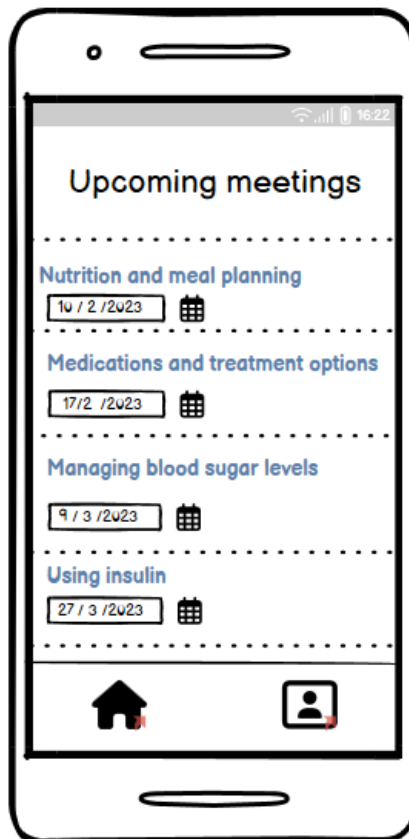 16:22
Upcoming meetings
Nutrition and meal planning
10 / 2 /2023
Medications and treatment options
17/2 /2023
Managing blood sugar levels
9 / 3 /2023
Using insulin
27 / 3 /2023